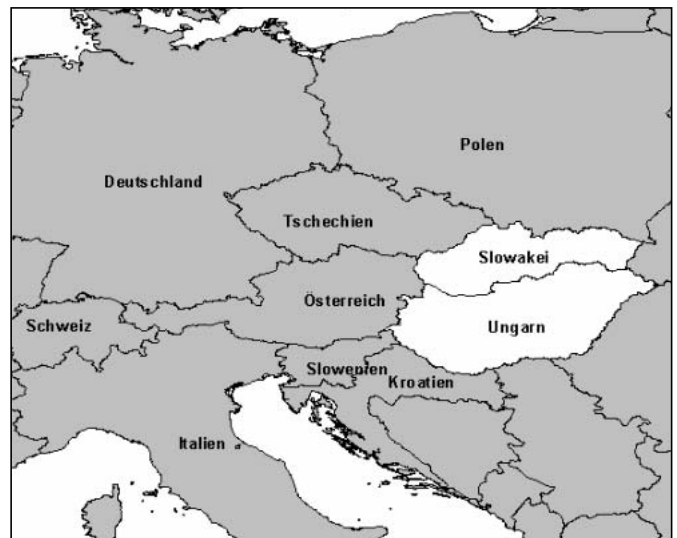 Polen
Deutschland
Tschechien
Slowakei
Österreich
Schweiz
Ungarn
Slowenien
Kroatien
Italien